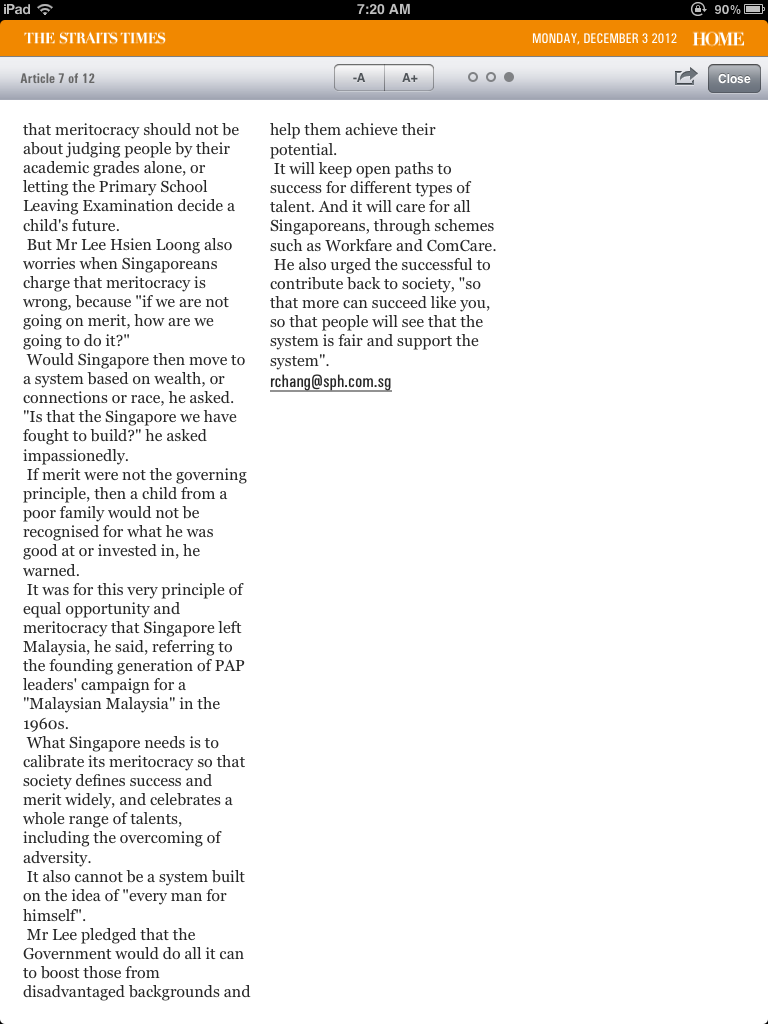 iPad
7:20 AM
90%
THE STRAITS TIMES
MONDAY, DECEMBER 3 2012
HOME
Article 7 of 12
-A
A+
Close
that meritocracy should not be
about judging people by their
academic grades alone, or
letting the Primary School
Leaving Examination decide a
child's future.
But Mr Lee Hsien Loong also
worries when Singaporeans
charge that meritocracy is
wrong, because "if we are not
going on merit, how are we
going to do it?"
Would Singapore then move to
a system based on wealth, or
connections or race, he asked.
"Is that the Singapore we have
fought to build?" he asked
impassionedly.
If merit were not the governing
principle, then a child from a
poor family would not be
recognised for what he was
good at or invested in, he
warned.
It was for this very principle of
equal opportunity and
meritocracy that Singapore left
Malaysia, he said, referring to
the founding generation of PAP
leaders' campaign for a
"Malaysian Malaysia" in the
1960s.
What Singapore needs is to
calibrate its meritocracy so that
society defines success and
merit widely, and celebrates a
whole range of talents,
including the overcoming of
adversity.
It also cannot be a system built
on the idea of "every man for
himself".
Mr Lee pledged that the
Government would do all it can
to boost those from
disadvantaged backgrounds and
help them achieve their
potential.
It will keep open paths to
success for different types of
talent. And it will care for all
Singaporeans, through schemes
such as Workfare and ComCare.
He also urged the successful to
contribute back to society, "so
that more can succeed like you,
so that people will see that the
system is fair and support the
system".
rchang@sph.com.sg